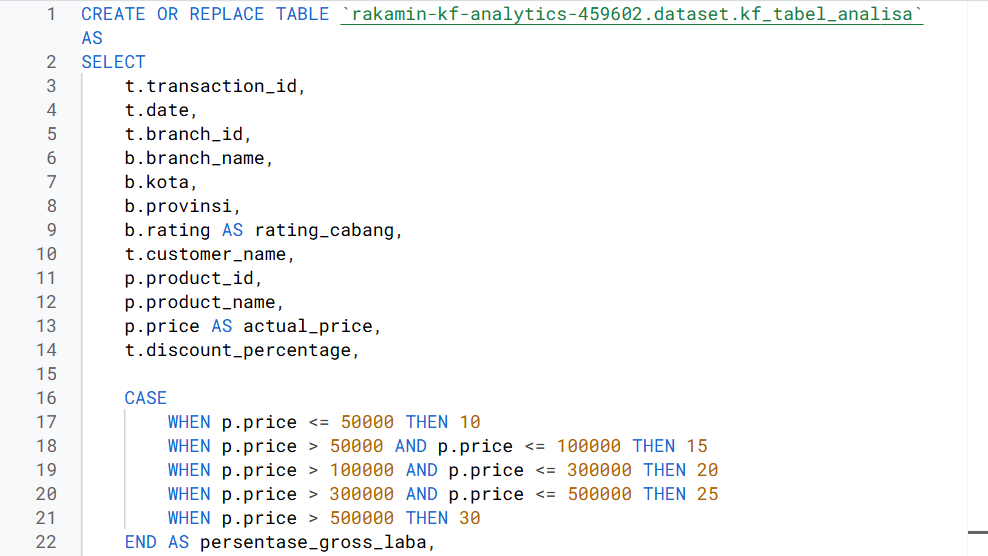 1 CREATE OR REPLACE TABLE `rakamin-kf-analytics-459602.dataset.kf_tabel_analisa`
AS
2 SELECT
3 t.transaction_id,
4 t.date,
5 t.branch_id,
6 b.branch_name,
7 b.kota,
8 b.provinsi,
9 b.rating AS rating_cabang,
10 t.customer_name,
11 p.product_id,
12 p.product_name,
13 p.price AS actual_price,
14 t.discount_percentage,
15
16 CASE
17 WHEN p.price <= 50000 THEN 10
18 WHEN p.price > 50000 AND p.price <= 100000 THEN 15
19 WHEN p.price > 100000 AND p.price <= 300000 THEN 20
20 WHEN p.price > 300000 AND p.price <= 500000 THEN 25
21 WHEN p.price > 500000 THEN 30
22 END AS persentase_gross_laba,